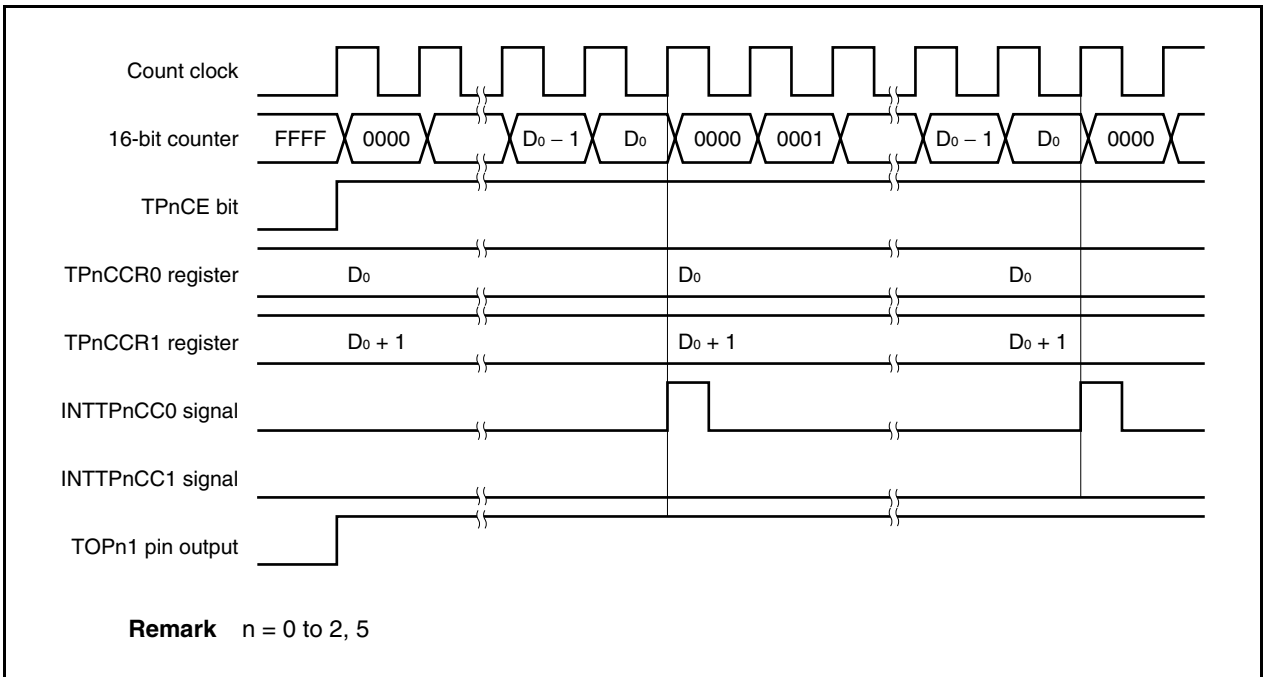 Count clock
16-bit counter FFFF 0000 D0 – 1 D0 0000 0001 D0 – 1 D0 0000
TPnCE bit
TPnCCR0 register D0 D0 D0
TPnCCR1 register D0 + 1 D0 + 1 D0 + 1
INTTPnCC0 signal
INTTPnCC1 signal
TOPn1 pin output
Remark n = 0 to 2, 5